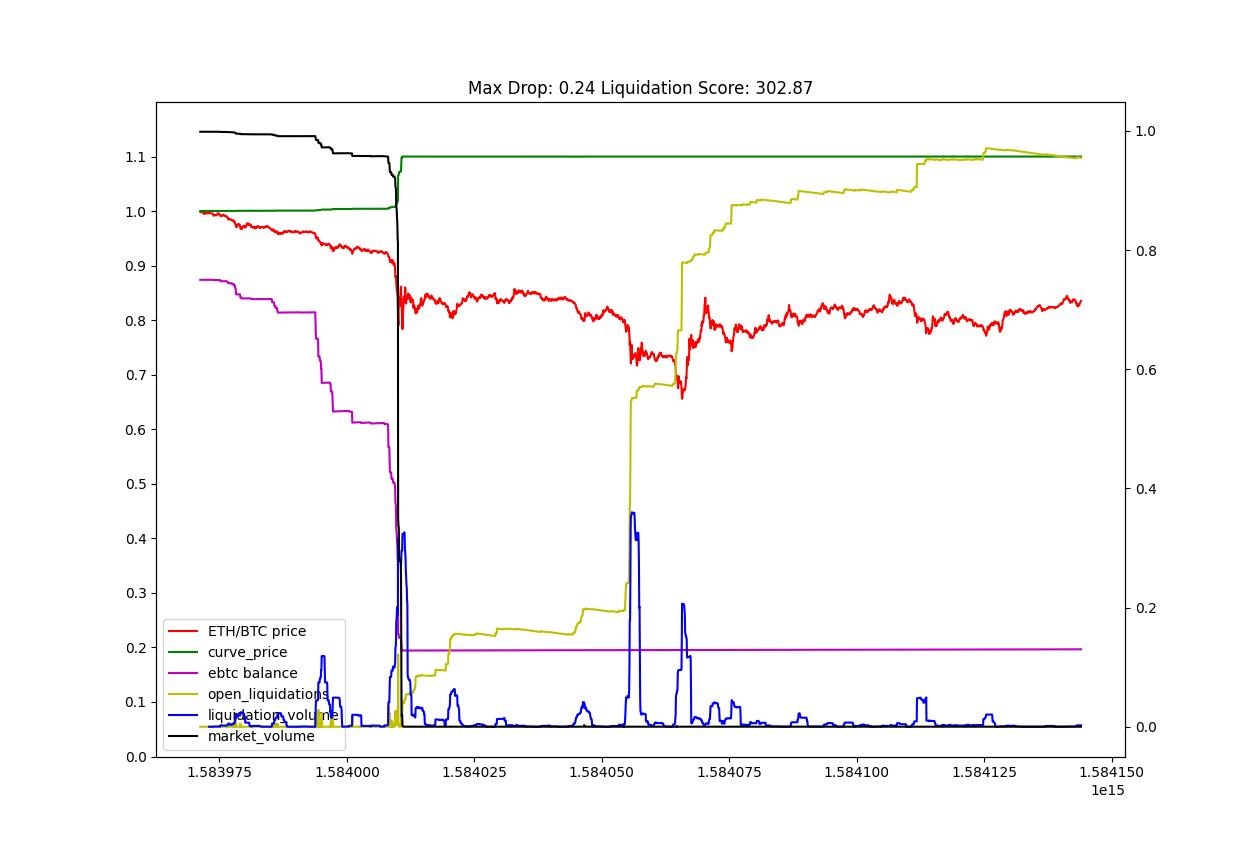 Max Drop: 0.24 Liquidation Score: 302.87
1.1
1.0
0.9
0.8
0.7
0.6
0.5
0.4
0.3
0.2
0.1
0.0
1.0
0.8
0.6
0.4
0.2
0.0
ETH/BTC price
curve_price
ebtc balance
open_liquidations
liquidation_volume
market_volume
1.583975 1.584000 1.584025 1.584050 1.584075 1.584100 1.584125 1.584150
1e15